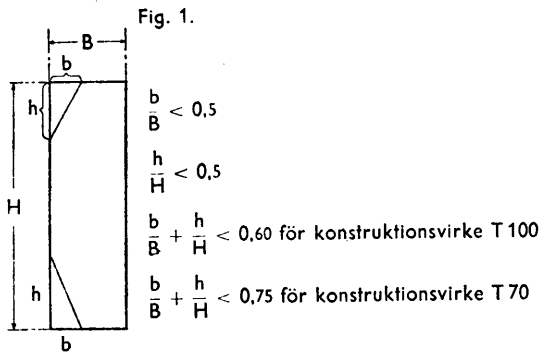 Fig. 1.
B
b
h
b/B < 0,5
h/H < 0,5
H
b/B + h/H < 0,60 för konstruktionsvirke T 100
h
b/B + h/H < 0,75 för konstruktionsvirke T 70
b